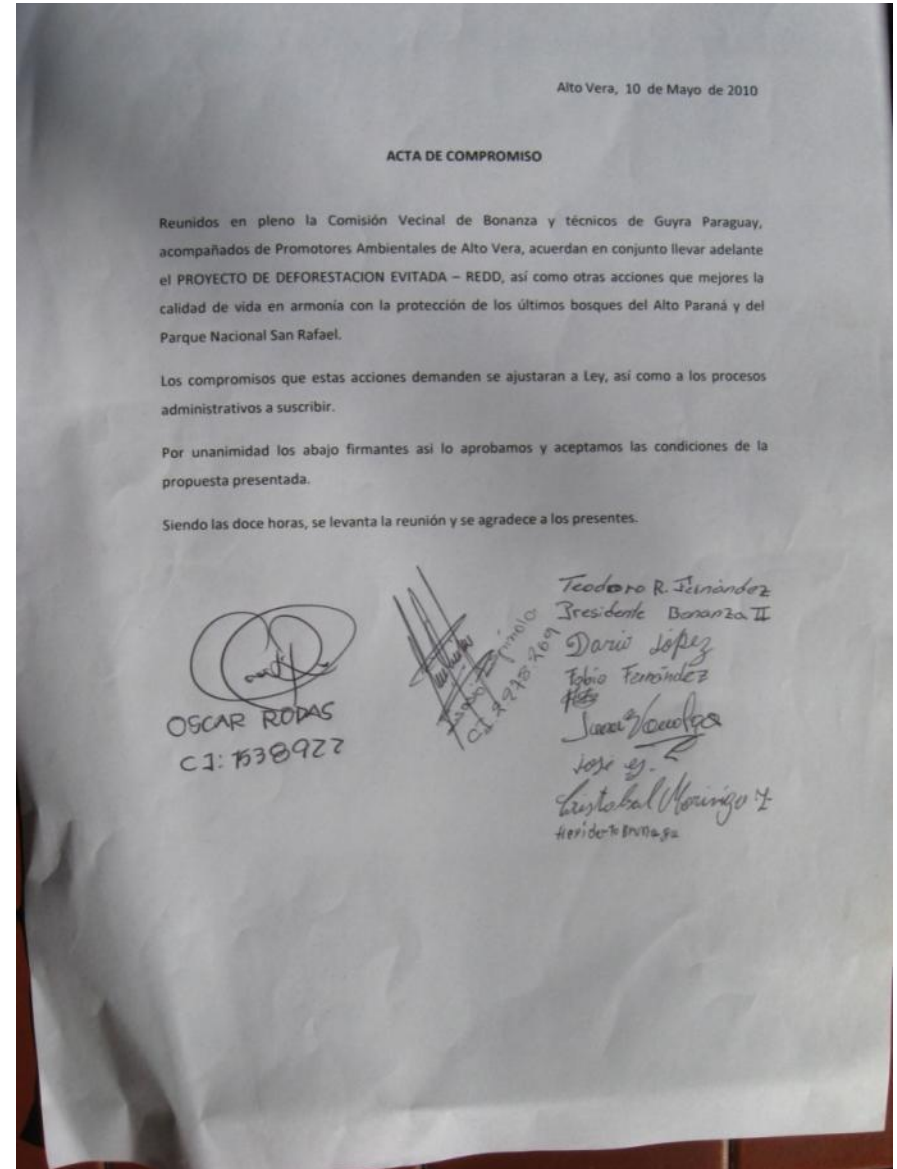 Alto Vera, 10 de Mayo de 2010
ACTA DE COMPROMISO
Reunidos en pleno la Comisión Vecinal de Bonanza y técnicos de Guyra Paraguay,
acompañados de Promotores Ambientales de Alto Vera, acuerdan en conjunto llevar adelante
el PROYECTO DE DEFORESTACION EVITADA – REDD, así como otras acciones que mejores la
calidad de vida en armonía con la protección de los últimos bosques del Alto Paraná y del
Parque Nacional San Rafael.
Los compromisos que estas acciones demanden se ajustaran a Ley, así como a los procesos
administrativos a suscribir.
Por unanimidad los abajo firmantes asi lo aprobamos y aceptamos las condiciones de la
propuesta presentada.
Siendo las doce horas, se levanta la reunión y se agradece a los presentes.
OSCAR RODAS
CI: 1538922
Teodoro R. Fernández
Presidente Bonanza II
Dario López
Fabio Fernández
Juan
José
Cristobal Morinigo